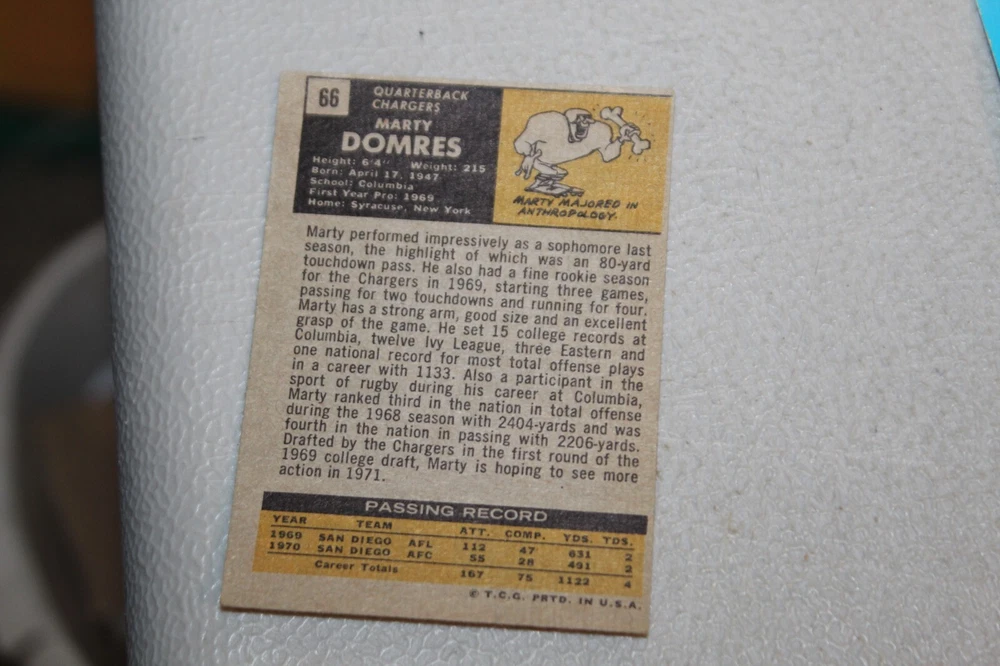 66
QUARTERBACK
CHARGERS
MARTY
DOMRES
Height: 6'4" Weight: 215
Born: April 17, 1947
School: Columbia
First Year Pro: 1969
Home: Syracuse, New York
MARTY MAJORED IN
ANTHROPOLOGY.
Marty performed impressively as a sophomore last
season, the highlight of which was an 80-yard
touchdown pass. He also had a fine rookie season
for the Chargers in 1969, starting three games,
passing for two touchdowns and running for four.
Marty has a strong arm, good size and an excellent
grasp of the game. He set 15 college records at
Columbia, twelve Ivy League, three Eastern and
one national record for most total offense plays
in a career with 1133. Also a participant in the
sport of rugby during his career at Columbia,
Marty ranked third in the nation in total offense
during the 1968 season with 2404-yards and was
fourth in the nation in passing with 2206-yards.
Drafted by the Chargers in the first round of the
1969 college draft, Marty is hoping to see more
action in 1971.
PASSING RECORD
YEAR TEAM ATT. COMP. YDS. TDS.
1969 SAN DIEGO AFL 112 47 631 2
1970 SAN DIEGO AFC 55 28 491 2
Career Totals 167 75 1122 4
© T.C.G. PRTD. IN U.S.A.